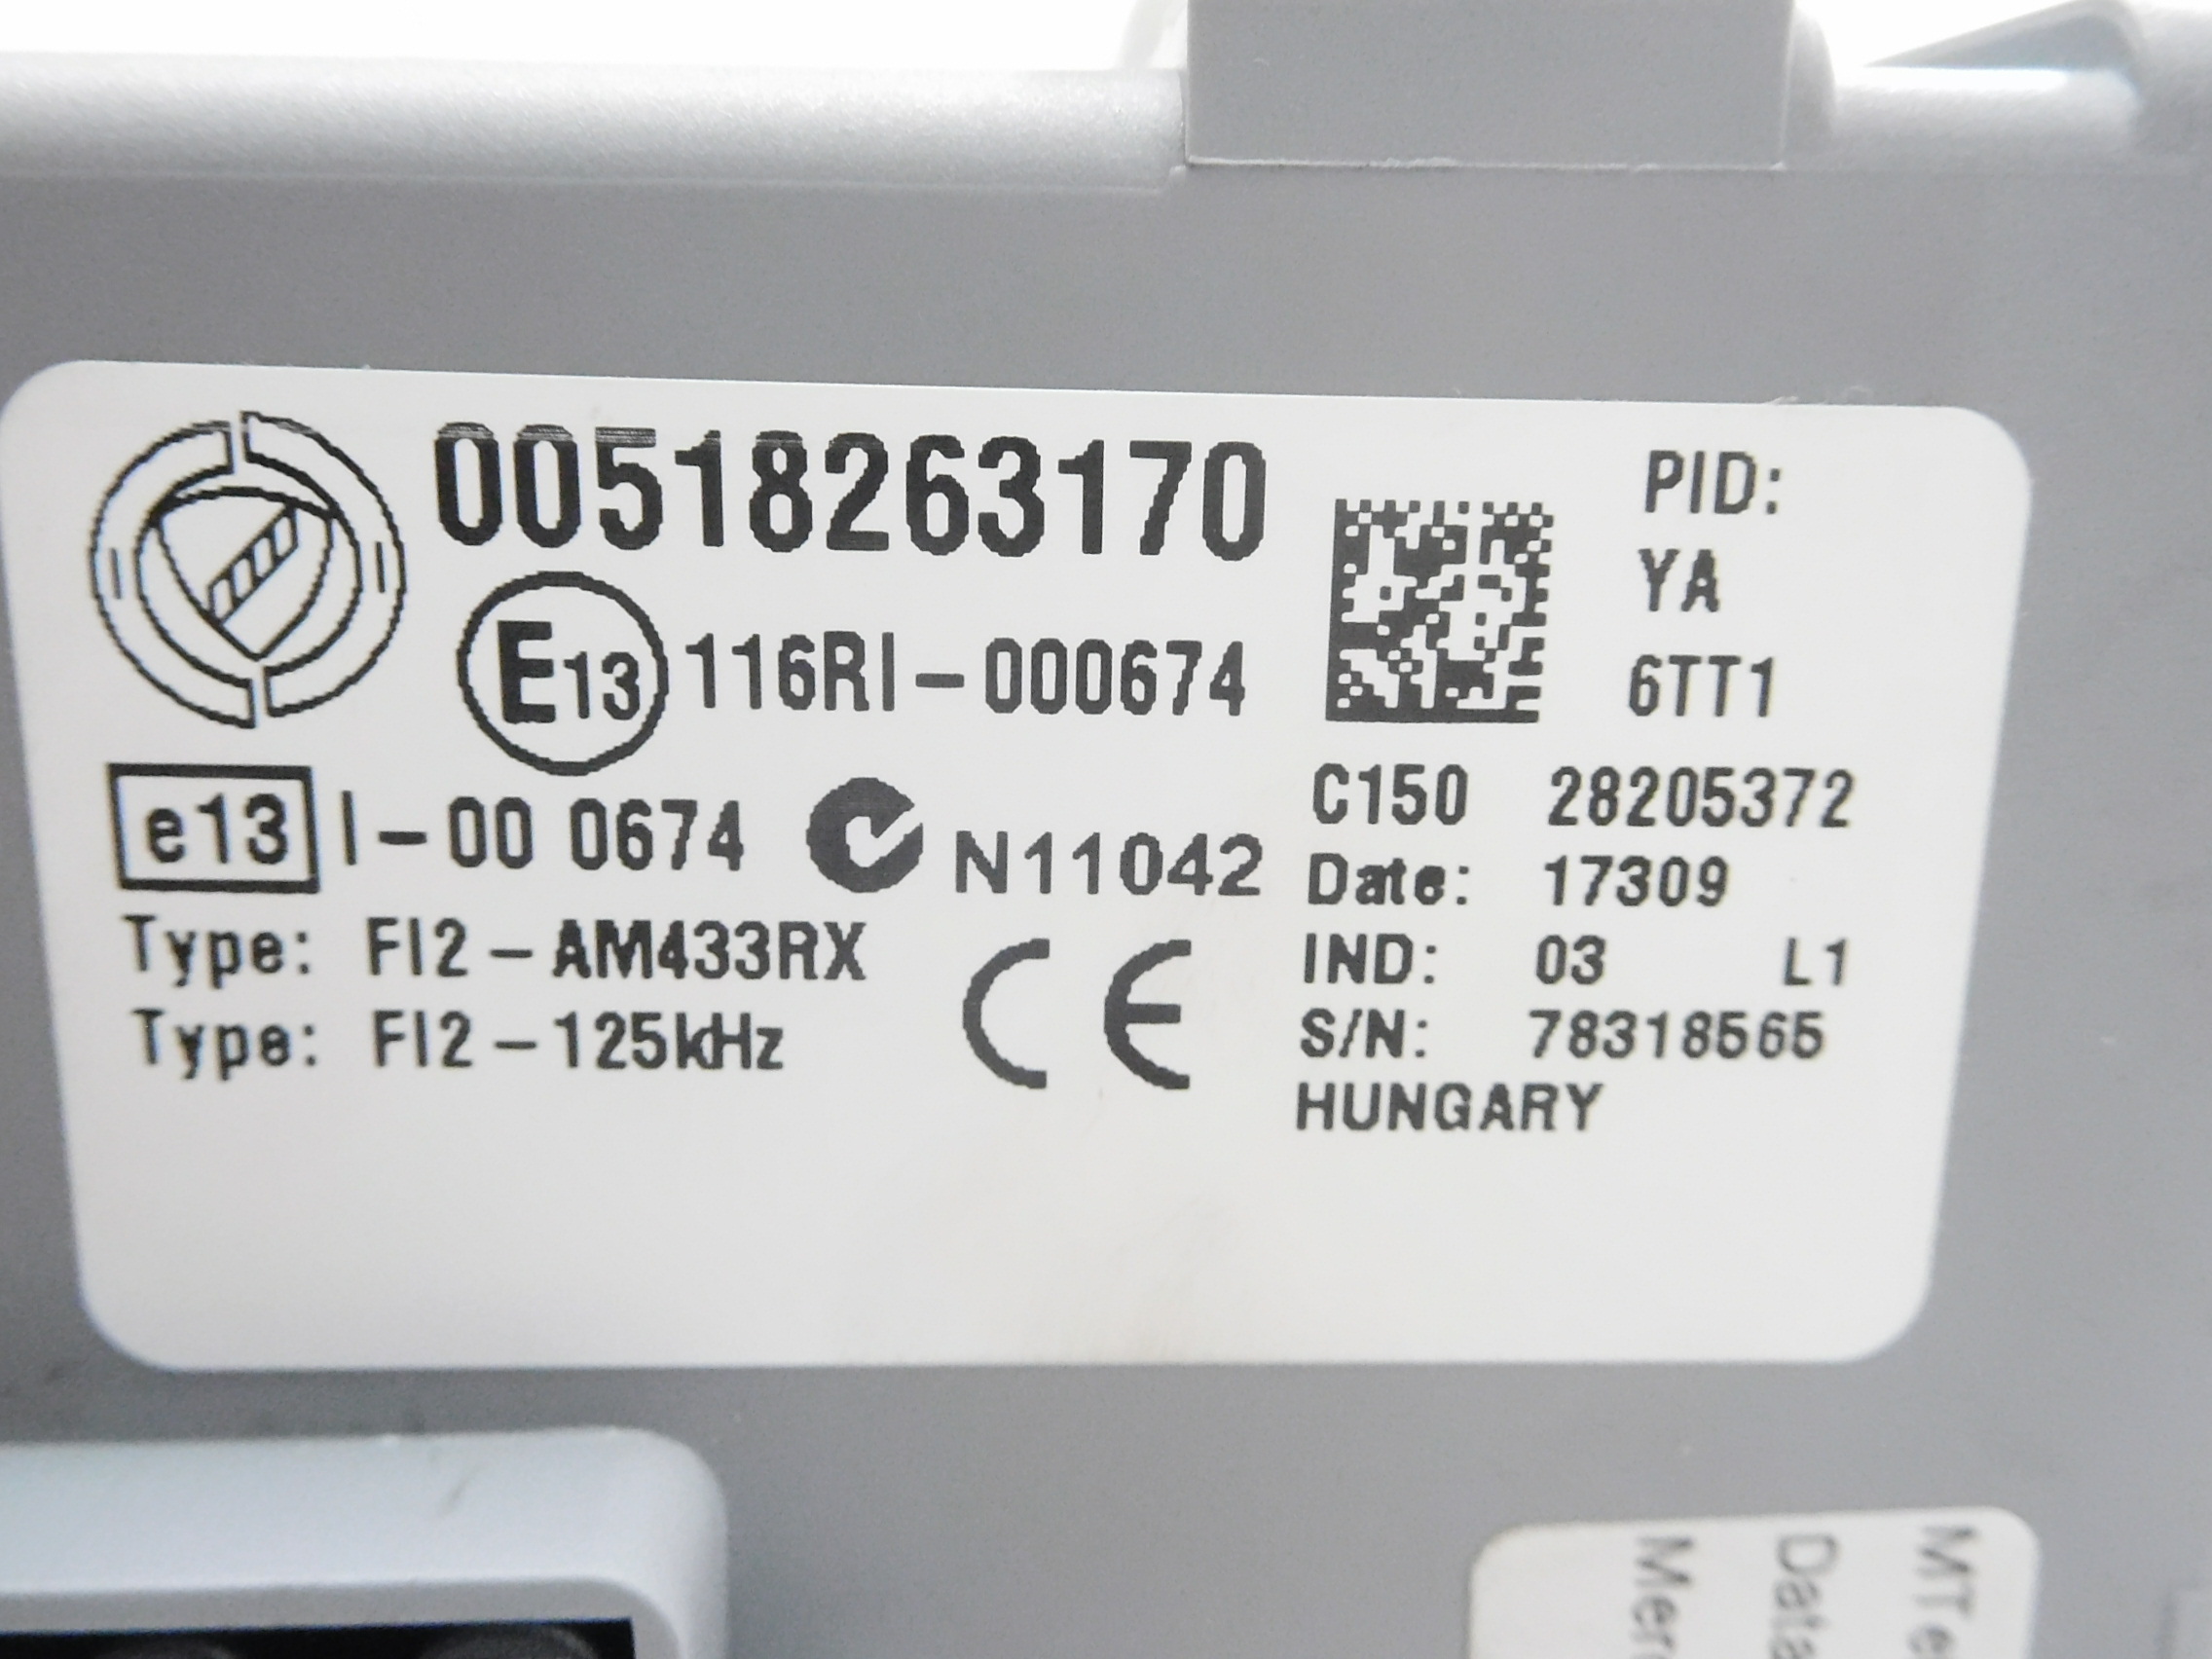 00518263170
E13 116RI-000674
e13 I-00 0674
N11042
Type: FI2-AM433RX
Type: FI2-125kHz
CE
PID:
YA
6TT1
C150 28205372
Date: 17309
IND: 03 L1
S/N: 78318565
HUNGARY